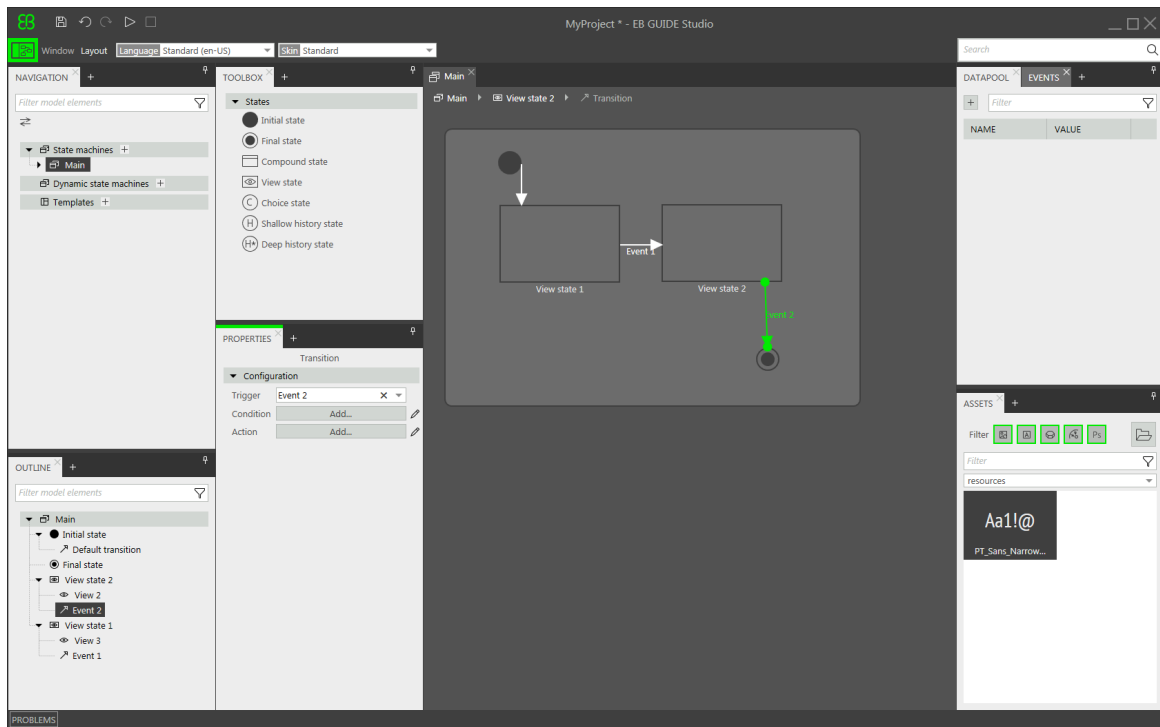 EB
MyProject * - EB GUIDE Studio
Window Layout Language Standard (en-US) Skin Standard
Search
NAVIGATION
Filter model elements
State machines
Main
Dynamic state machines
Templates
TOOLBOX
States
Initial state
Final state
Compound state
View state
C Choice state
H Shallow history state
H* Deep history state
PROPERTIES
Transition
Configuration
Trigger Event 2
Condition Add...
Action Add...
OUTLINE
Filter model elements
Main
Initial state
Default transition
Final state
View state 2
View 2
Event 2
View state 1
View 3
Event 1
Main
Main View state 2 Transition
Event 1
View state 1
View state 2
vent 2
DATAPOOL EVENTS
Filter
NAME VALUE
ASSETS
Filter A Ps
Filter
resources
Aa1!@
PT_Sans_Narrow...
PROBLEMS